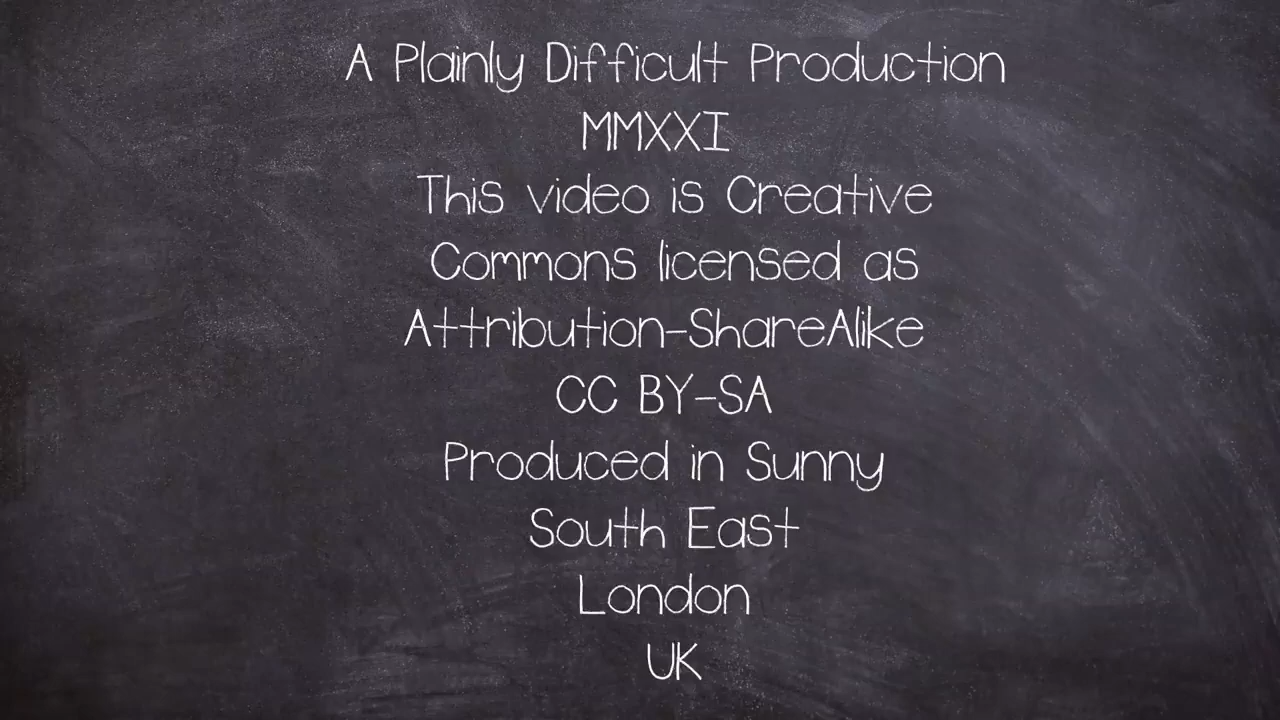 A Plainly Difficult Production
MMXXI
This video is Creative
Commons licensed as
Attribution-ShareAlike
CC BY-SA
Produced in Sunny
South East
London
UK